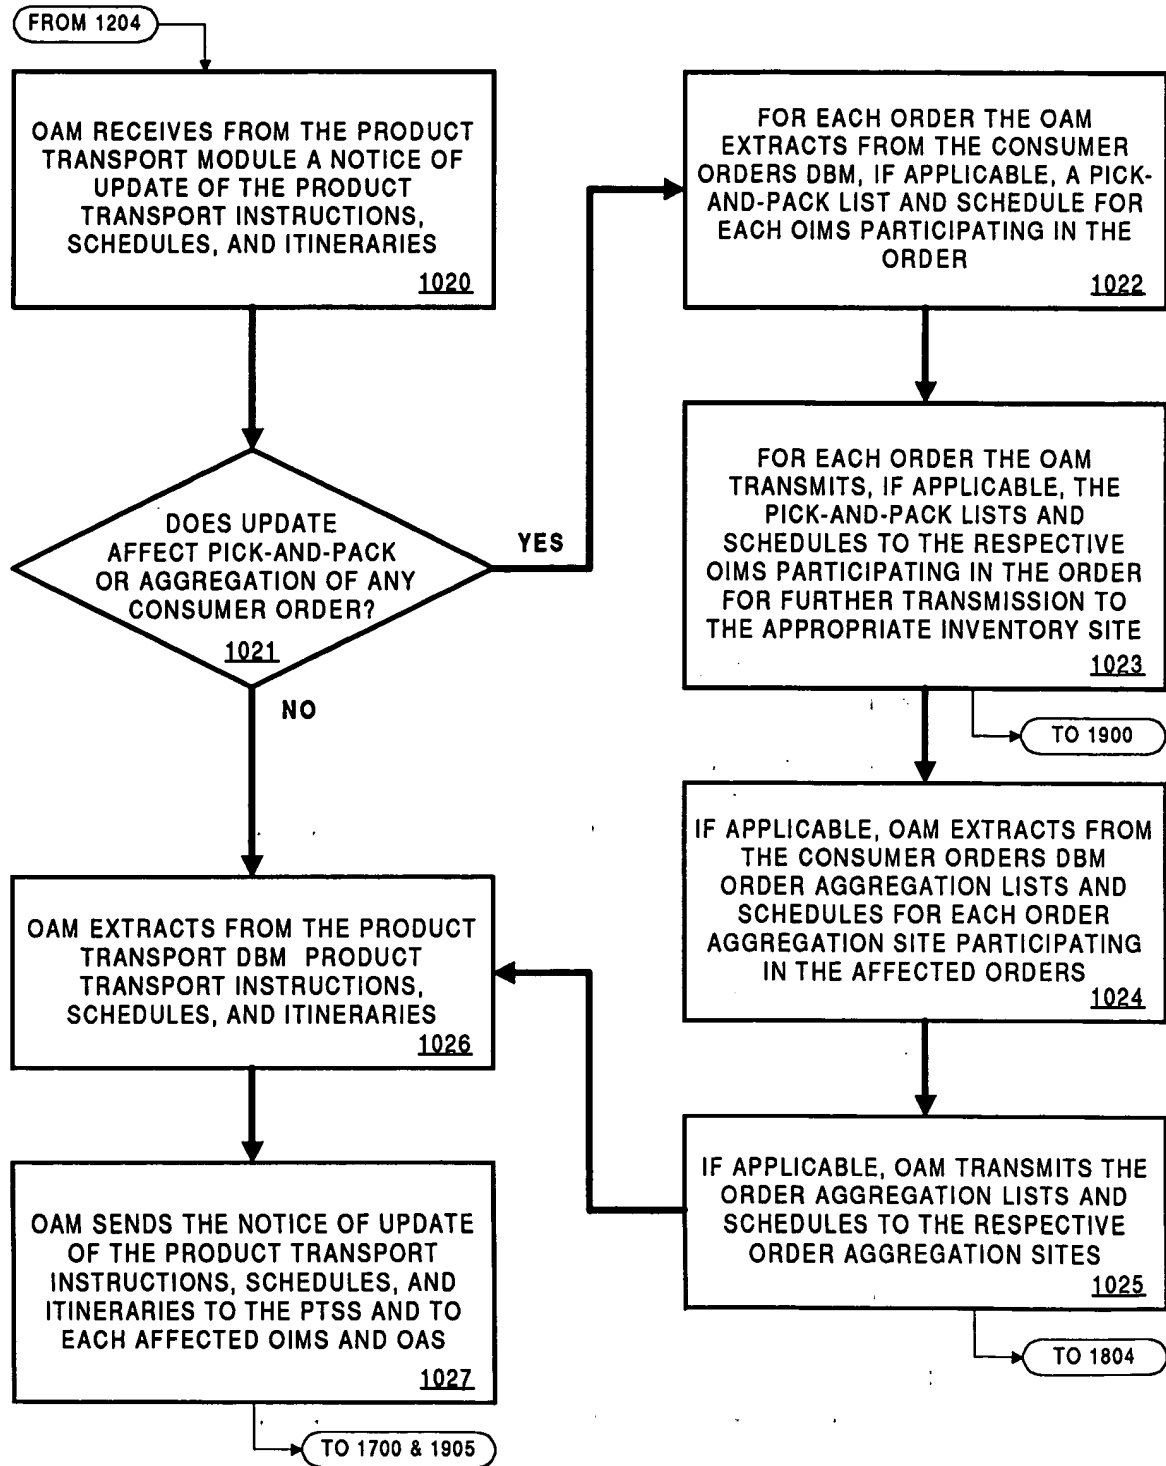 FROM 1204
OAM RECEIVES FROM THE PRODUCT
TRANSPORT MODULE A NOTICE OF
UPDATE OF THE PRODUCT
TRANSPORT INSTRUCTIONS,
SCHEDULES, AND ITINERARIES
1020
DOES UPDATE
AFFECT PICK-AND-PACK
OR AGGREGATION OF ANY
CONSUMER ORDER?
1021
YES
NO
FOR EACH ORDER THE OAM
EXTRACTS FROM THE CONSUMER
ORDERS DBM, IF APPLICABLE, A PICK-
AND-PACK LIST AND SCHEDULE FOR
EACH OIMS PARTICIPATING IN THE
ORDER
1022
FOR EACH ORDER THE OAM
TRANSMITS, IF APPLICABLE, THE
PICK-AND-PACK LISTS AND
SCHEDULES TO THE RESPECTIVE
OIMS PARTICIPATING IN THE ORDER
FOR FURTHER TRANSMISSION TO
THE APPROPRIATE INVENTORY SITE
1023
TO 1900
IF APPLICABLE, OAM EXTRACTS FROM
THE CONSUMER ORDERS DBM
ORDER AGGREGATION LISTS AND
SCHEDULES FOR EACH ORDER
AGGREGATION SITE PARTICIPATING
IN THE AFFECTED ORDERS
1024
IF APPLICABLE, OAM TRANSMITS THE
ORDER AGGREGATION LISTS AND
SCHEDULES TO THE RESPECTIVE
ORDER AGGREGATION SITES
1025
TO 1804
OAM EXTRACTS FROM THE PRODUCT
TRANSPORT DBM PRODUCT
TRANSPORT INSTRUCTIONS,
SCHEDULES, AND ITINERARIES
1026
OAM SENDS THE NOTICE OF UPDATE
OF THE PRODUCT TRANSPORT
INSTRUCTIONS, SCHEDULES, AND
ITINERARIES TO THE PTSS AND TO
EACH AFFECTED OIMS AND OAS
1027
TO 1700 & 1905